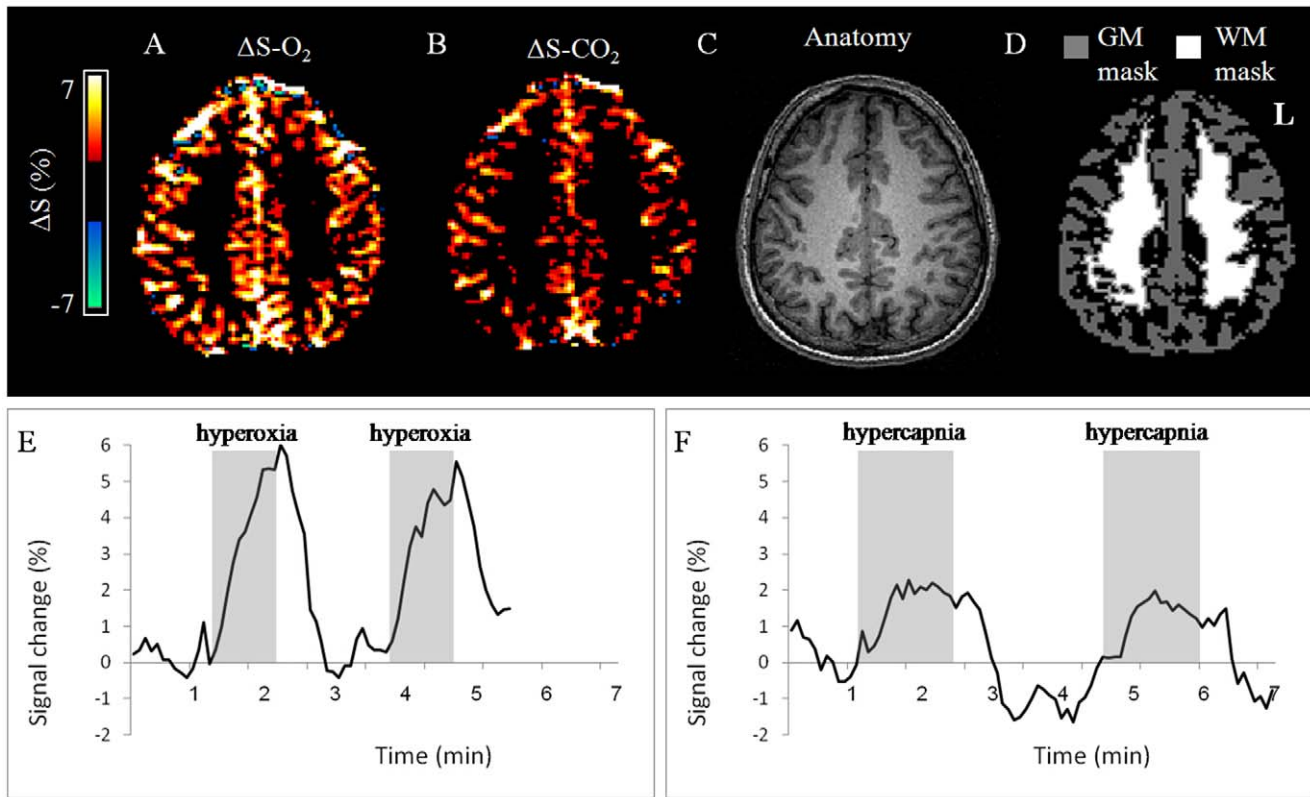 A
ΔS-O₂
B
ΔS-CO₂
C
Anatomy
D
GM
mask
WM
mask
L
7
ΔS (%)
-7
E
hyperoxia
hyperoxia
6
5
4
3
2
1
0
-1
-2
Signal change (%)
1 2 3 4 5 6 7
Time (min)
F
hypercapnia
hypercapnia
6
5
4
3
2
1
0
-1
-2
Signal change (%)
1 2 3 4 5 6 7
Time (min)